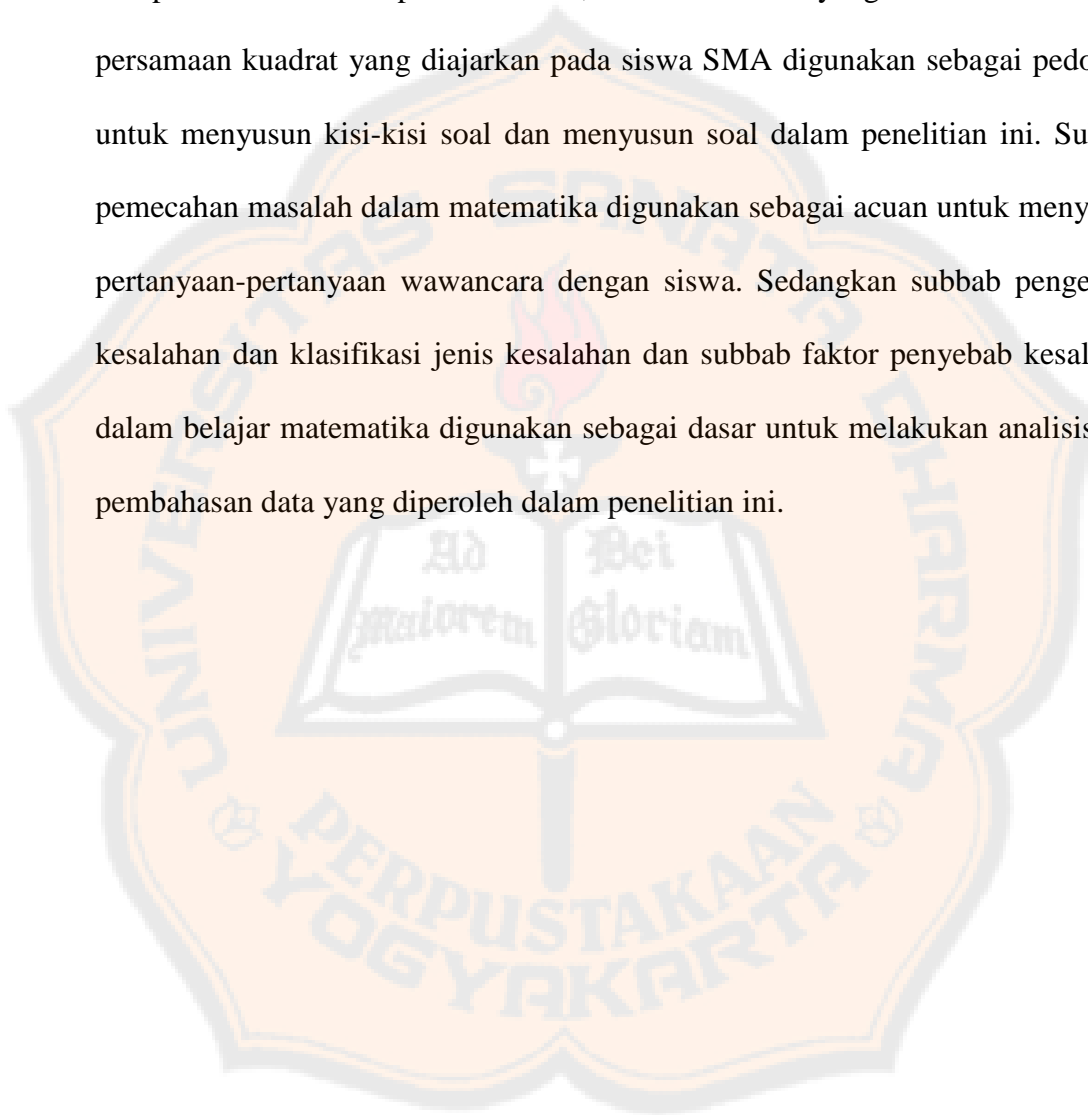 persamaan kuadrat yang diajarkan pada siswa SMA digunakan sebagai pedo
untuk menyusun kisi-kisi soal dan menyusun soal dalam penelitian ini. Su
pemecahan masalah dalam matematika digunakan sebagai acuan untuk meny
pertanyaan-pertanyaan wawancara dengan siswa. Sedangkan subbab penge
kesalahan dan klasifikasi jenis kesalahan dan subbab faktor penyebab kesal
dalam belajar matematika digunakan sebagai dasar untuk melakukan analisis
pembahasan data yang diperoleh dalam penelitian ini.
UNIVERSITAS SANATA DHARMA
Ad Dei
Maiorem Gloriam
PERPUSTAKAAN
YOGYAKARTA